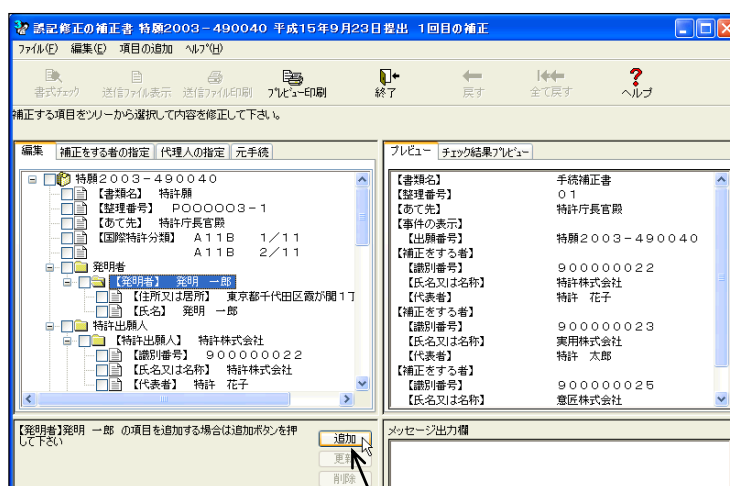 誤記修正の補正書 特願2003－490040 平成15年9月23日提出 1回目の補正
ファイル(F) 編集(E) 項目の追加 ヘルプ(H)
書式チェック 送信ファイル表示 送信ファイル印刷 プレビュー印刷 終了 戻す 全て戻す ヘルプ
補正する項目をツリーから選択して内容を修正して下さい。
編集 補正をする者の指定 代理人の指定 元手続
特願2003－490040
【書類名】 特許願
【整理番号】 P000003－1
【あて先】 特許庁長官殿
【国際特許分類】 A11B 1/11
A11B 2/11
発明者
【発明者】 発明 一郎
【住所又は居所】 東京都千代田区霞が関1丁
【氏名】 発明 一郎
特許出願人
【特許出願人】 特許株式会社
【識別番号】 900000022
【氏名又は名称】 特許株式会社
【代表者】 特許 花子
【発明者】発明 一郎 の項目を追加する場合は追加ボタンを押
して下さい
追加
更新
削除
プレビュー チェック結果プレビュー
【書類名】 手続補正書
【整理番号】 01
【あて先】 特許庁長官殿
【事件の表示】
【出願番号】 特願2003－490040
【補正をする者】
【識別番号】 900000022
【氏名又は名称】 特許株式会社
【代表者】 特許 花子
【補正をする者】
【識別番号】 900000023
【氏名又は名称】 実用株式会社
【代表者】 特許 太郎
【補正をする者】
【識別番号】 900000025
【氏名又は名称】 意匠株式会社
メッセージ出力欄